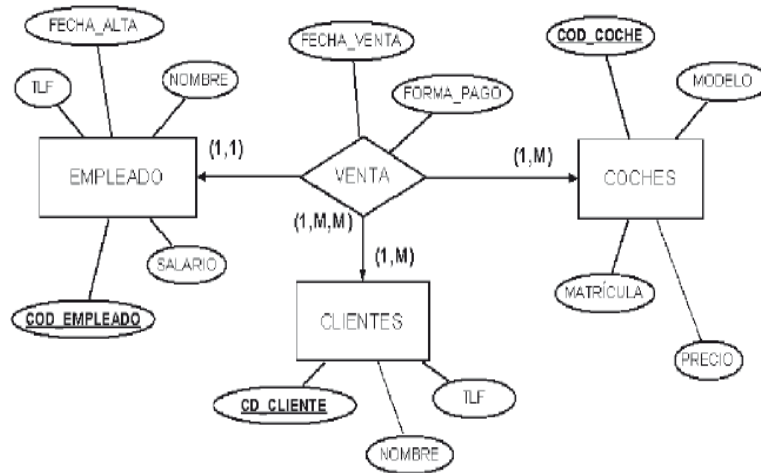 FECHA_ALTA
TLF
NOMBRE
FECHA_VENTA
FORMA_PAGO
COD_COCHE
MODELO
EMPLEADO
(1,1)
VENTA
(1,M)
COCHES
(1,M,M)
(1,M)
SALARIO
COD_EMPLEADO
CLIENTES
MATRÍCULA
PRECIO
CD_CLIENTE
TLF
NOMBRE